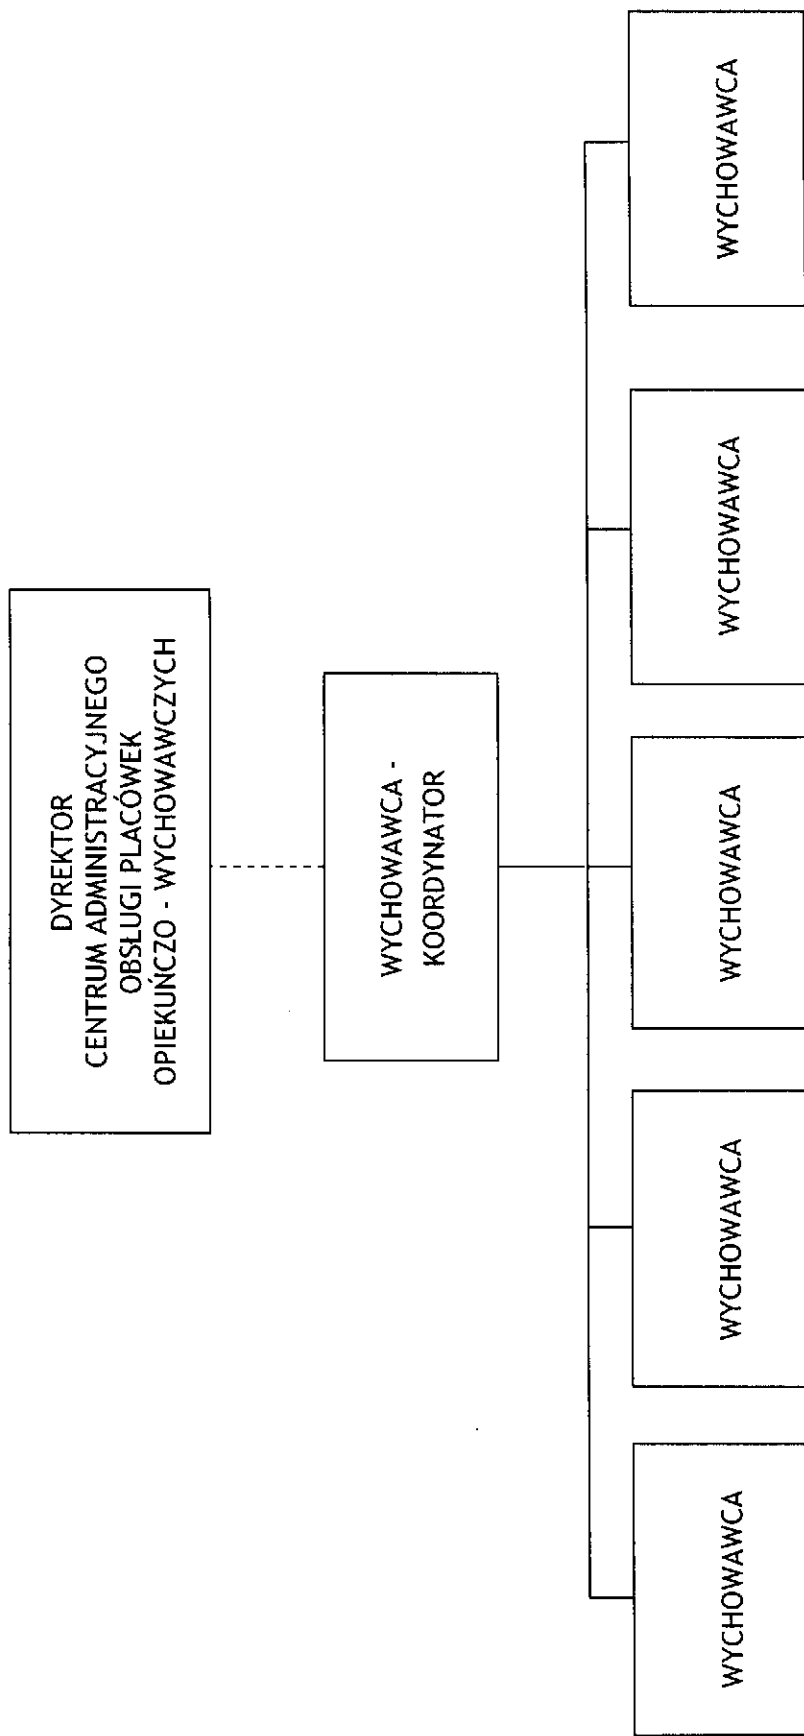 DYREKTOR
CENTRUM ADMINISTRACYJNEGO
OBSŁUGI PLACÓWEK
OPIEKUŃCZO - WYCHOWAWCZYCH
WYCHOWAWCA -
KOORDYNATOR
WYCHOWAWCA
WYCHOWAWCA
WYCHOWAWCA
WYCHOWAWCA
WYCHOWAWCA